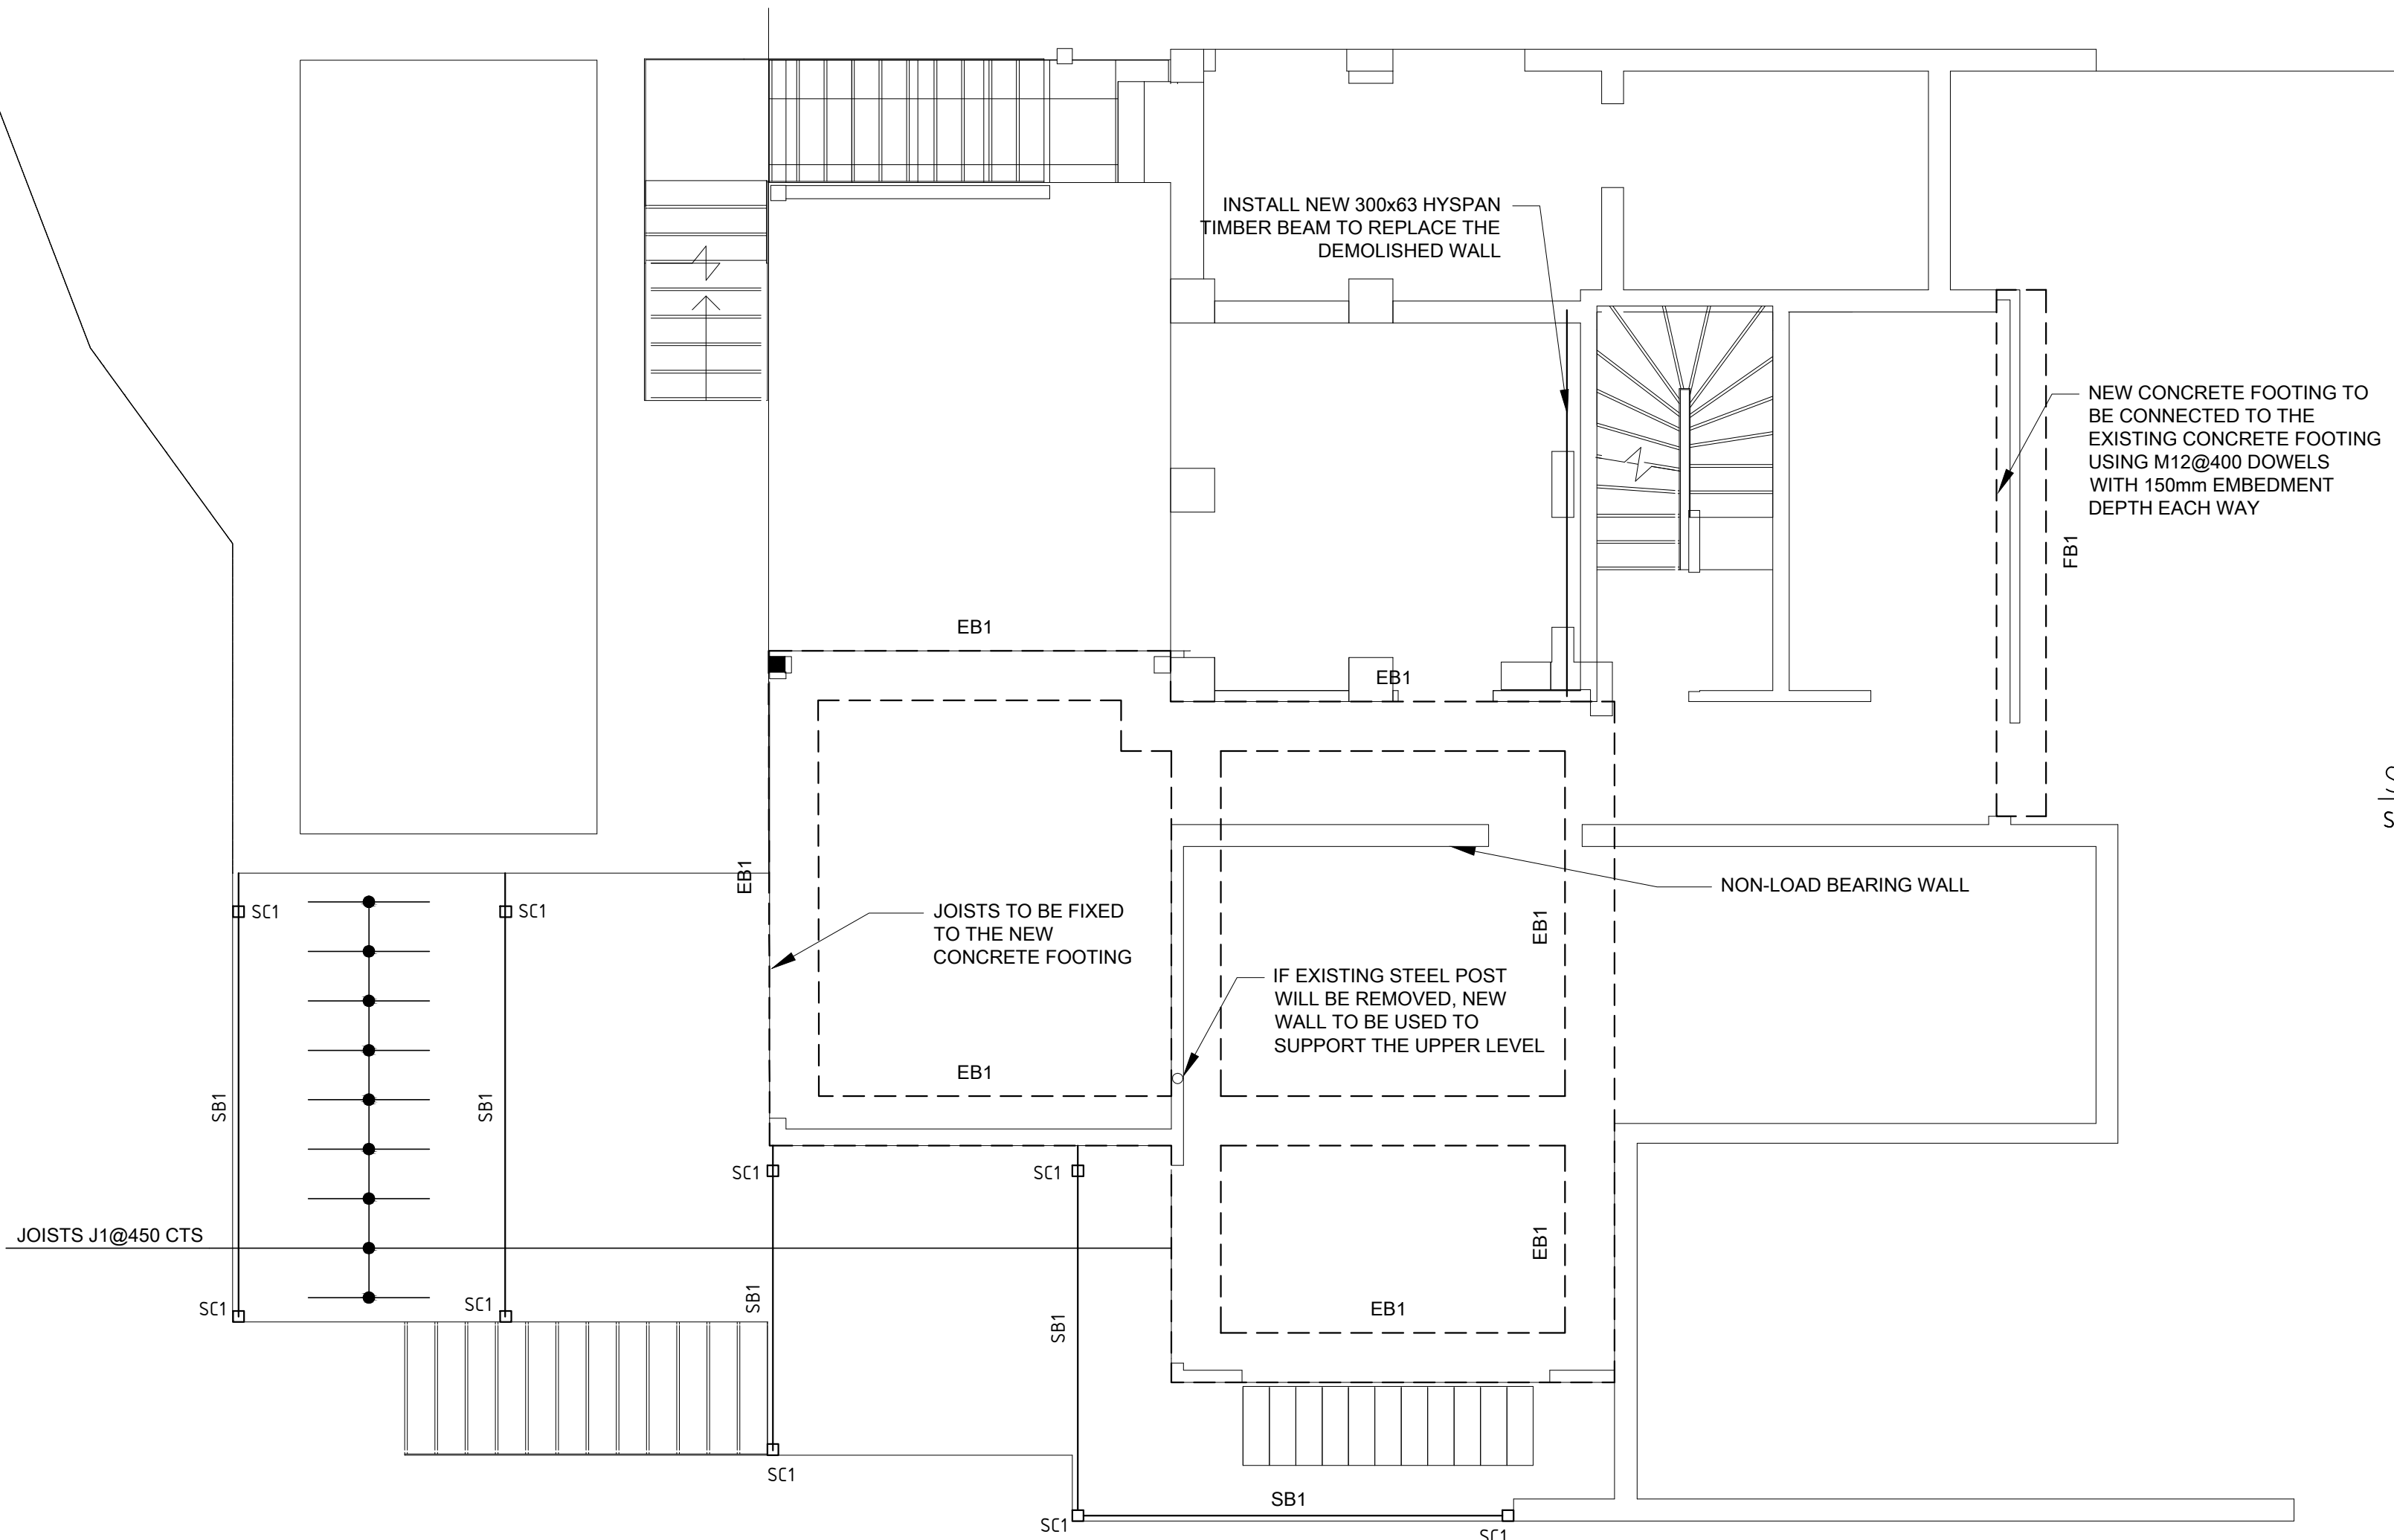 INSTALL NEW 300x63 HYSPAN
TIMBER BEAM TO REPLACE THE
DEMOLISHED WALL
NEW CONCRETE FOOTING TO
BE CONNECTED TO THE
EXISTING CONCRETE FOOTING
USING M12@400 DOWELS
WITH 150mm EMBEDMENT
DEPTH EACH WAY
FB1
EB1
EB1
EB1
NON-LOAD BEARING WALL
SC1
SC1
JOISTS TO BE FIXED
TO THE NEW
CONCRETE FOOTING
EB1
IF EXISTING STEEL POST
WILL BE REMOVED, NEW
WALL TO BE USED TO
SUPPORT THE UPPER LEVEL
EB1
SB1
SB1
SC1
SC1
JOISTS J1@450 CTS
EB1
SB1
SB1
SC1
SC1
EB1
SC1
SB1
SC1
SC1